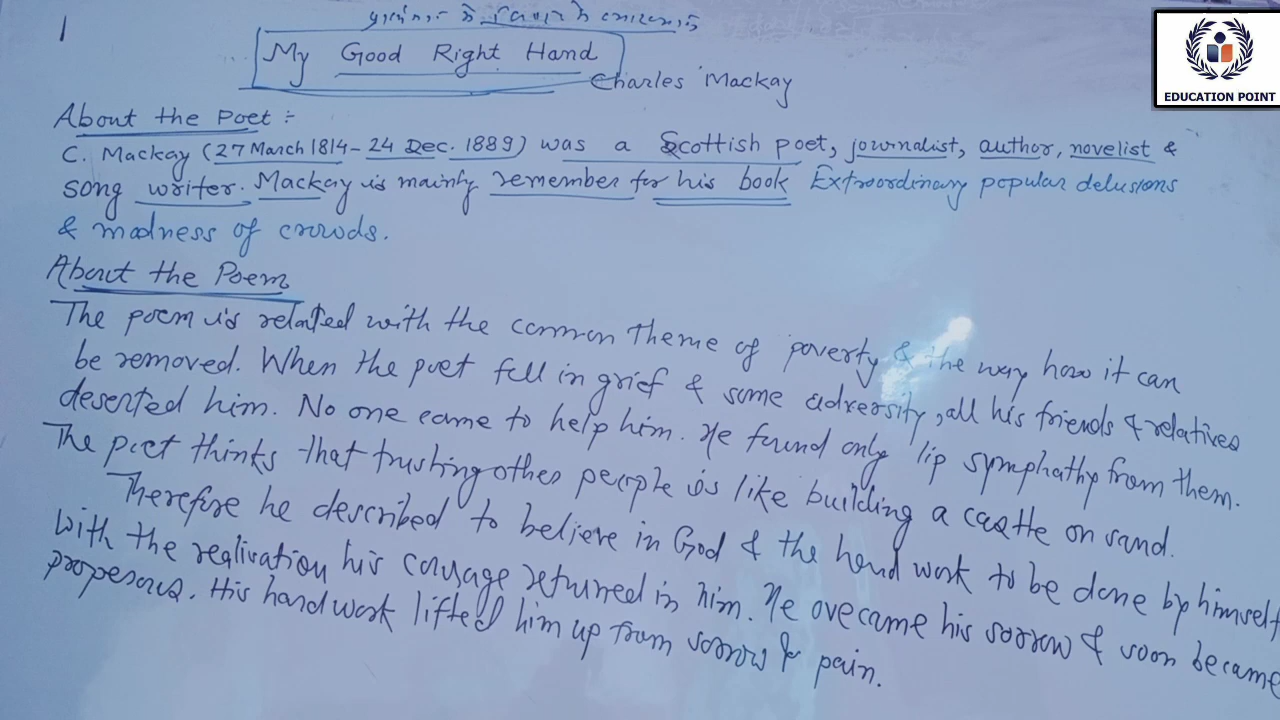 1
My Good Right Hand
Charles Mackay
EDUCATION POINT
About the Poet :
C. Mackay (27 March 1814 - 24 Dec. 1889) was a Scottish poet, journalist, author, novelist &
song writer. Mackay is mainly remember for his book Extraordinary popular delusions
& madness of crowds.
About the Poem
The poem is related with the common theme of poverty & the way how it can
be removed. When the poet fell in grief & some adversity, all his friends & relatives
deserted him. No one came to help him. He found only lip symphathy from them.
The poet thinks that trusting other people is like building a castle on sand.
Therefore he described to believe in God & the hand work to be done by himself
With the realisation his courage returned in him. He ovecame his sorrow & soon became
properous. His hand work lifted him up from sorrow & pain.